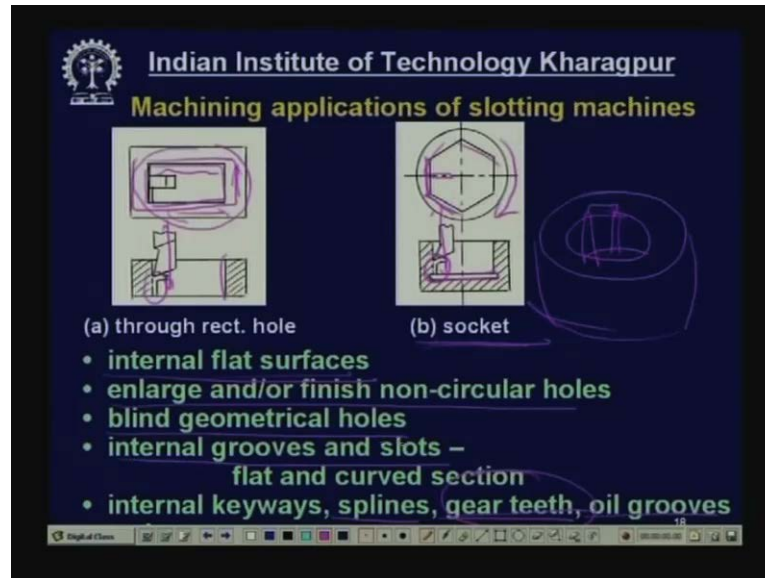 Indian Institute of Technology Kharagpur
Machining applications of slotting machines
(a) through rect. hole
(b) socket
• internal flat surfaces
• enlarge and/or finish non-circular holes
• blind geometrical holes
• internal grooves and slots –
flat and curved section
• internal keyways, splines, gear teeth, oil grooves
18
Digital Class